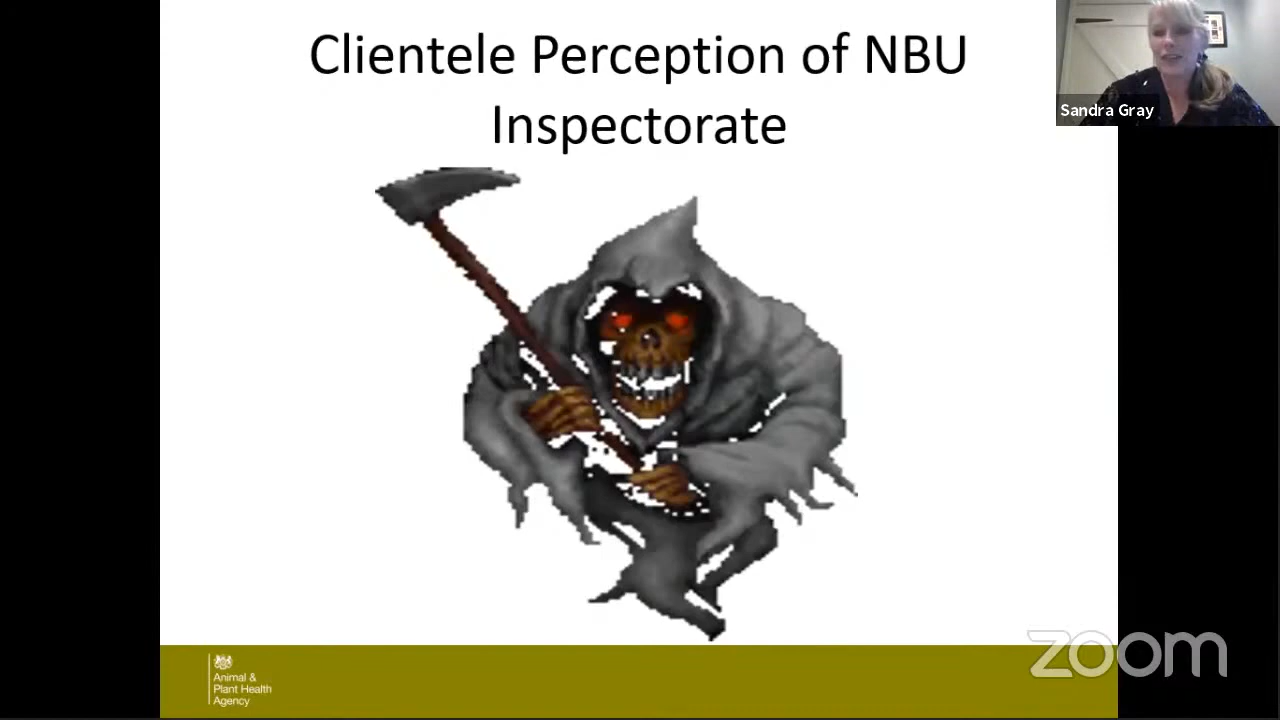 Clientele Perception of NBU
Inspectorate
Sandra Gray
Animal &
Plant Health
Agency
zoom